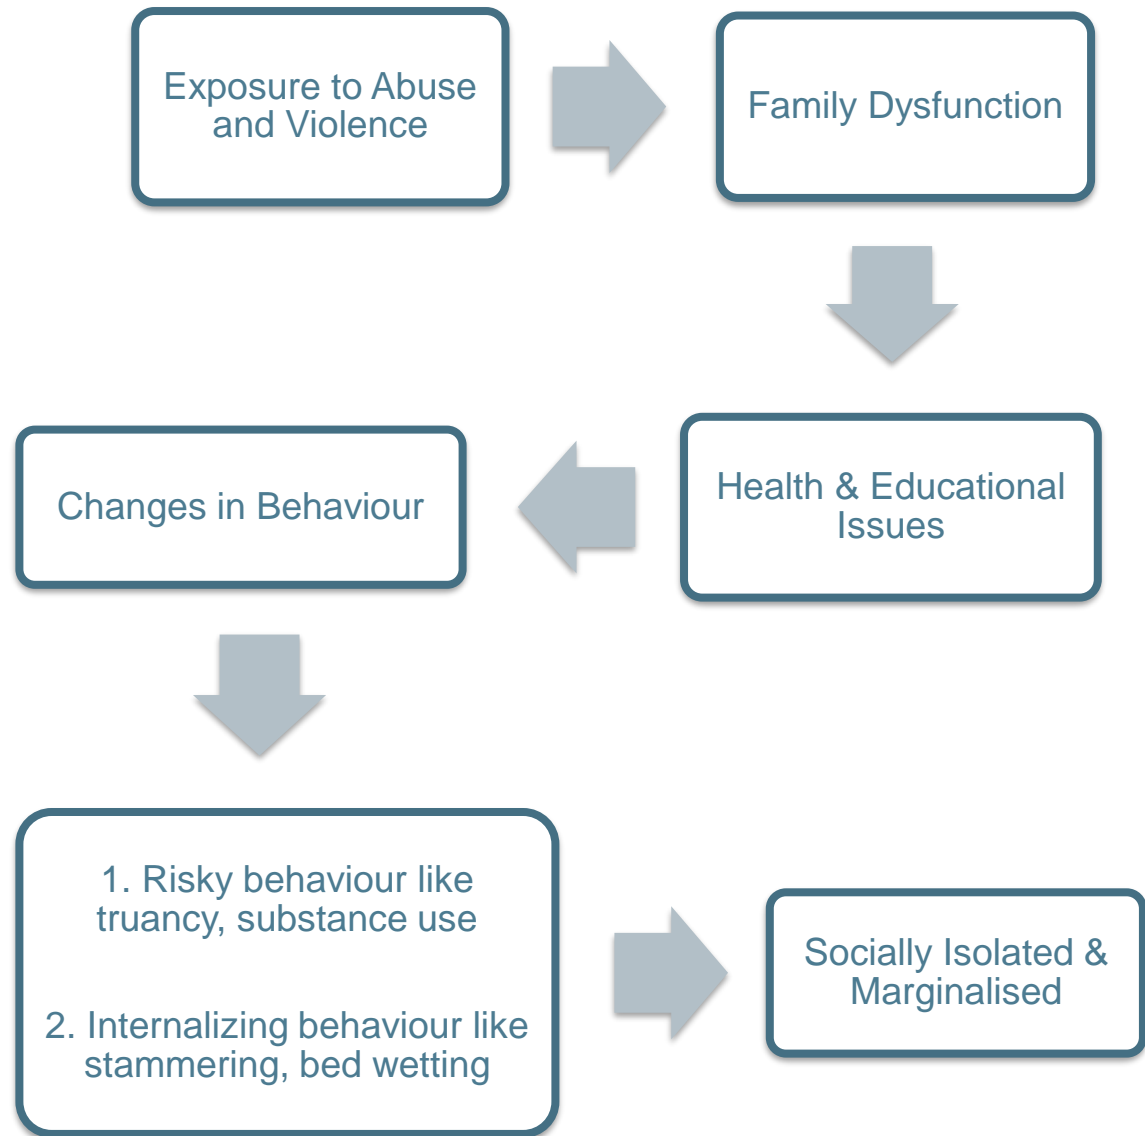 Exposure to Abuse
and Violence
Family Dysfunction
Health & Educational
Issues
Changes in Behaviour
1. Risky behaviour like
truancy, substance use
2. Internalizing behaviour like
stammering, bed wetting
Socially Isolated &
Marginalised